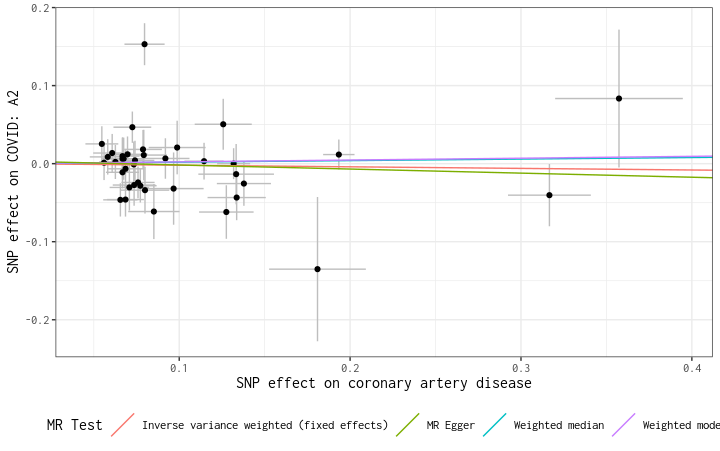 0.2
0.1
0.0
-0.1
-0.2
SNP effect on COVID: A2
0.1
0.2
0.3
0.4
SNP effect on coronary artery disease
MR Test
Inverse variance weighted (fixed effects)
MR Egger
Weighted median
Weighted mode